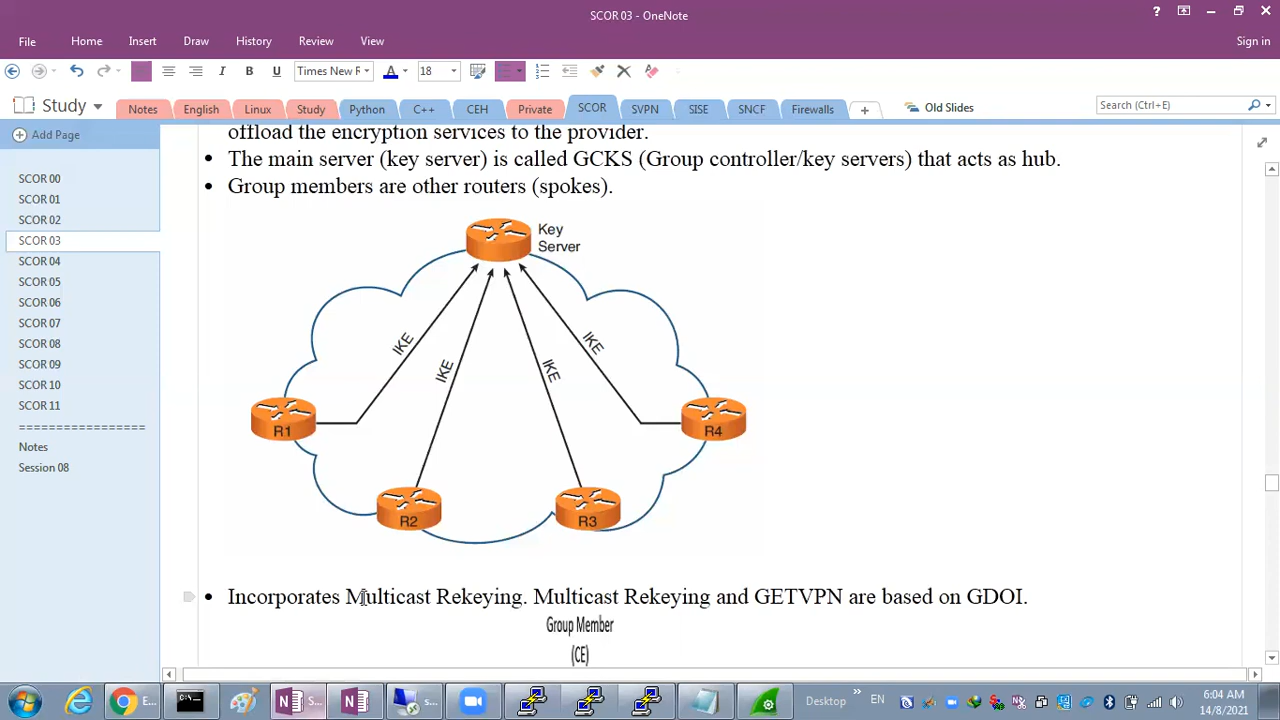 SCOR 03 - OneNote
File Home Insert Draw History Review View Sign in
B U Times New R 18 A
Study Notes English Linux Study Python C++ CEH Private SCOR SVPN SISE SNCF Firewalls Old Slides Search (Ctrl+E)
Add Page
SCOR 00
SCOR 01
SCOR 02
SCOR 03
SCOR 04
SCOR 05
SCOR 06
SCOR 07
SCOR 08
SCOR 09
SCOR 10
SCOR 11
=================
Notes
Session 08
offload the encryption services to the provider.
• The main server (key server) is called GCKS (Group controller/key servers) that acts as hub.
• Group members are other routers (spokes).
Key
Server
IKE IKE IKE IKE
R1 R4
R2 R3
• Incorporates Multicast Rekeying. Multicast Rekeying and GETVPN are based on GDOI.
Group Member
(CE)
E... S... s... Desktop EN 6:04 AM
14/8/2021